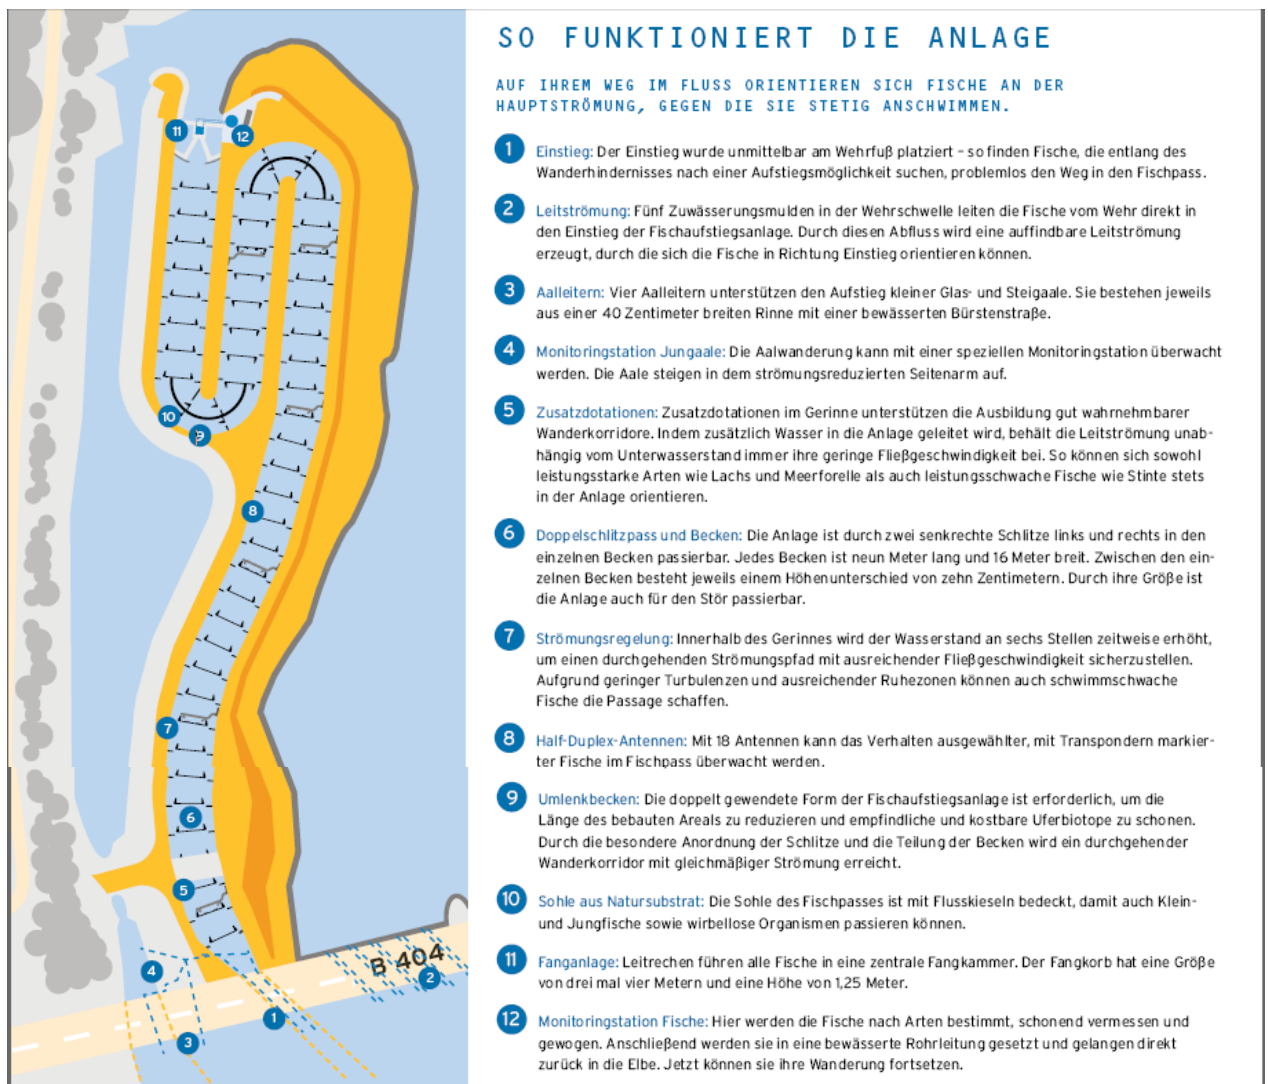 SO FUNKTIONIERT DIE ANLAGE
AUF IHREM WEG IM FLUSS ORIENTIEREN SICH FISCHE AN DER
HAUPTSTRÖMUNG, GEGEN DIE SIE STETIG ANSCHWIMMEN.
1 Einstieg: Der Einstieg wurde unmittelbar am Wehrfuß platziert – so finden Fische, die entlang des
Wanderhindernisses nach einer Aufstiegsmöglichkeit suchen, problemlos den Weg in den Fischpass.
2 Leitströmung: Fünf Zuwässerungsmulden in der Wehrschwelle leiten die Fische vom Wehr direkt in
den Einstieg der Fischaufstiegsanlage. Durch diesen Abfluss wird eine auffindbare Leitströmung
erzeugt, durch die sich die Fische in Richtung Einstieg orientieren können.
3 Aalleitern: Vier Aalleitern unterstützen den Aufstieg kleiner Glas- und Steigaale. Sie bestehen jeweils
aus einer 40 Zentimeter breiten Rinne mit einer bewässerten Bürstenstraße.
4 Monitoringstation Jungaale: Die Aalwanderung kann mit einer speziellen Monitoringstation überwacht
werden. Die Aale steigen in dem strömungsreduzierten Seitenarm auf.
5 Zusatzdotationen: Zusatzdotationen im Gerinne unterstützen die Ausbildung gut wahrnehmbarer
Wanderkorridore. Indem zusätzlich Wasser in die Anlage geleitet wird, behält die Leitströmung unab-
hängig vom Unterwasserstand immer ihre geringe Fließgeschwindigkeit bei. So können sich sowohl
leistungsstarke Arten wie Lachs und Meerforelle als auch leistungsschwache Fische wie Stinte stets
in der Anlage orientieren.
6 Doppelschlitzpass und Becken: Die Anlage ist durch zwei senkrechte Schlitze links und rechts in den
einzelnen Becken passierbar. Jedes Becken ist neun Meter lang und 16 Meter breit. Zwischen den ein-
zelnen Becken besteht jeweils einem Höhenunterschied von zehn Zentimetern. Durch ihre Größe ist
die Anlage auch für den Stör passierbar.
7 Strömungsregelung: Innerhalb des Gerinnes wird der Wasserstand an sechs Stellen zeitweise erhöht,
um einen durchgehenden Strömungspfad mit ausreichender Fließgeschwindigkeit sicherzustellen.
Aufgrund geringer Turbulenzen und ausreichender Ruhezonen können auch schwimmschwache
Fische die Passage schaffen.
8 Half-Duplex-Antennen: Mit 18 Antennen kann das Verhalten ausgewählter, mit Transpondern markier-
ter Fische im Fischpass überwacht werden.
9 Umlenkbecken: Die doppelt gewendete Form der Fischaufstiegsanlage ist erforderlich, um die
Länge des bebauten Areals zu reduzieren und empfindliche und kostbare Uferbiotope zu schonen.
Durch die besondere Anordnung der Schlitze und die Teilung der Becken wird ein durchgehender
Wanderkorridor mit gleichmäßiger Strömung erreicht.
10 Sohle aus Natursubstrat: Die Sohle des Fischpasses ist mit Flusskieseln bedeckt, damit auch Klein-
und Jungfische sowie wirbellose Organismen passieren können.
11 Fanganlage: Leitrechen führen alle Fische in eine zentrale Fangkammer. Der Fangkorb hat eine Größe
von drei mal vier Metern und eine Höhe von 1,25 Meter.
12 Monitoringstation Fische: Hier werden die Fische nach Arten bestimmt, schonend vermessen und
gewogen. Anschließend werden sie in eine bewässerte Rohrleitung gesetzt und gelangen direkt
zurück in die Elbe. Jetzt können sie ihre Wanderung fortsetzen.
11
12
10
9
8
7
6
5
4
B 404
2
1
3